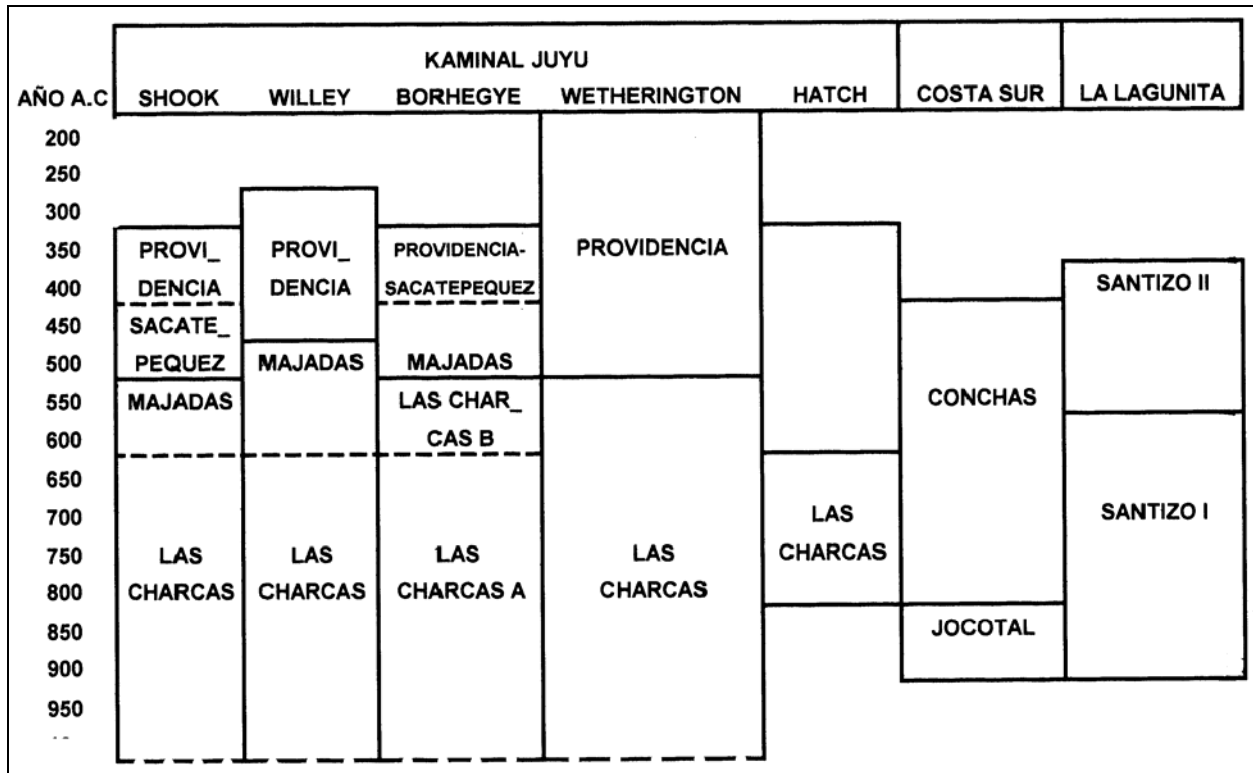 KAMINAL JUYU
AÑO A.C SHOOK WILLEY BORHEGYE WETHERINGTON HATCH COSTA SUR LA LAGUNITA
200
250
300
350 PROVI_ PROVI_ PROVIDENCIA- PROVIDENCIA
400 DENCIA DENCIA SACATEPEQUEZ SANTIZO II
450 SACATE_
500 PEQUEZ MAJADAS MAJADAS
550 MAJADAS LAS CHAR_ CONCHAS
600 CAS B
650
700 LAS SANTIZO I
750 LAS LAS LAS LAS CHARCAS
800 CHARCAS CHARCAS CHARCAS A CHARCAS
850 JOCOTAL
900
950